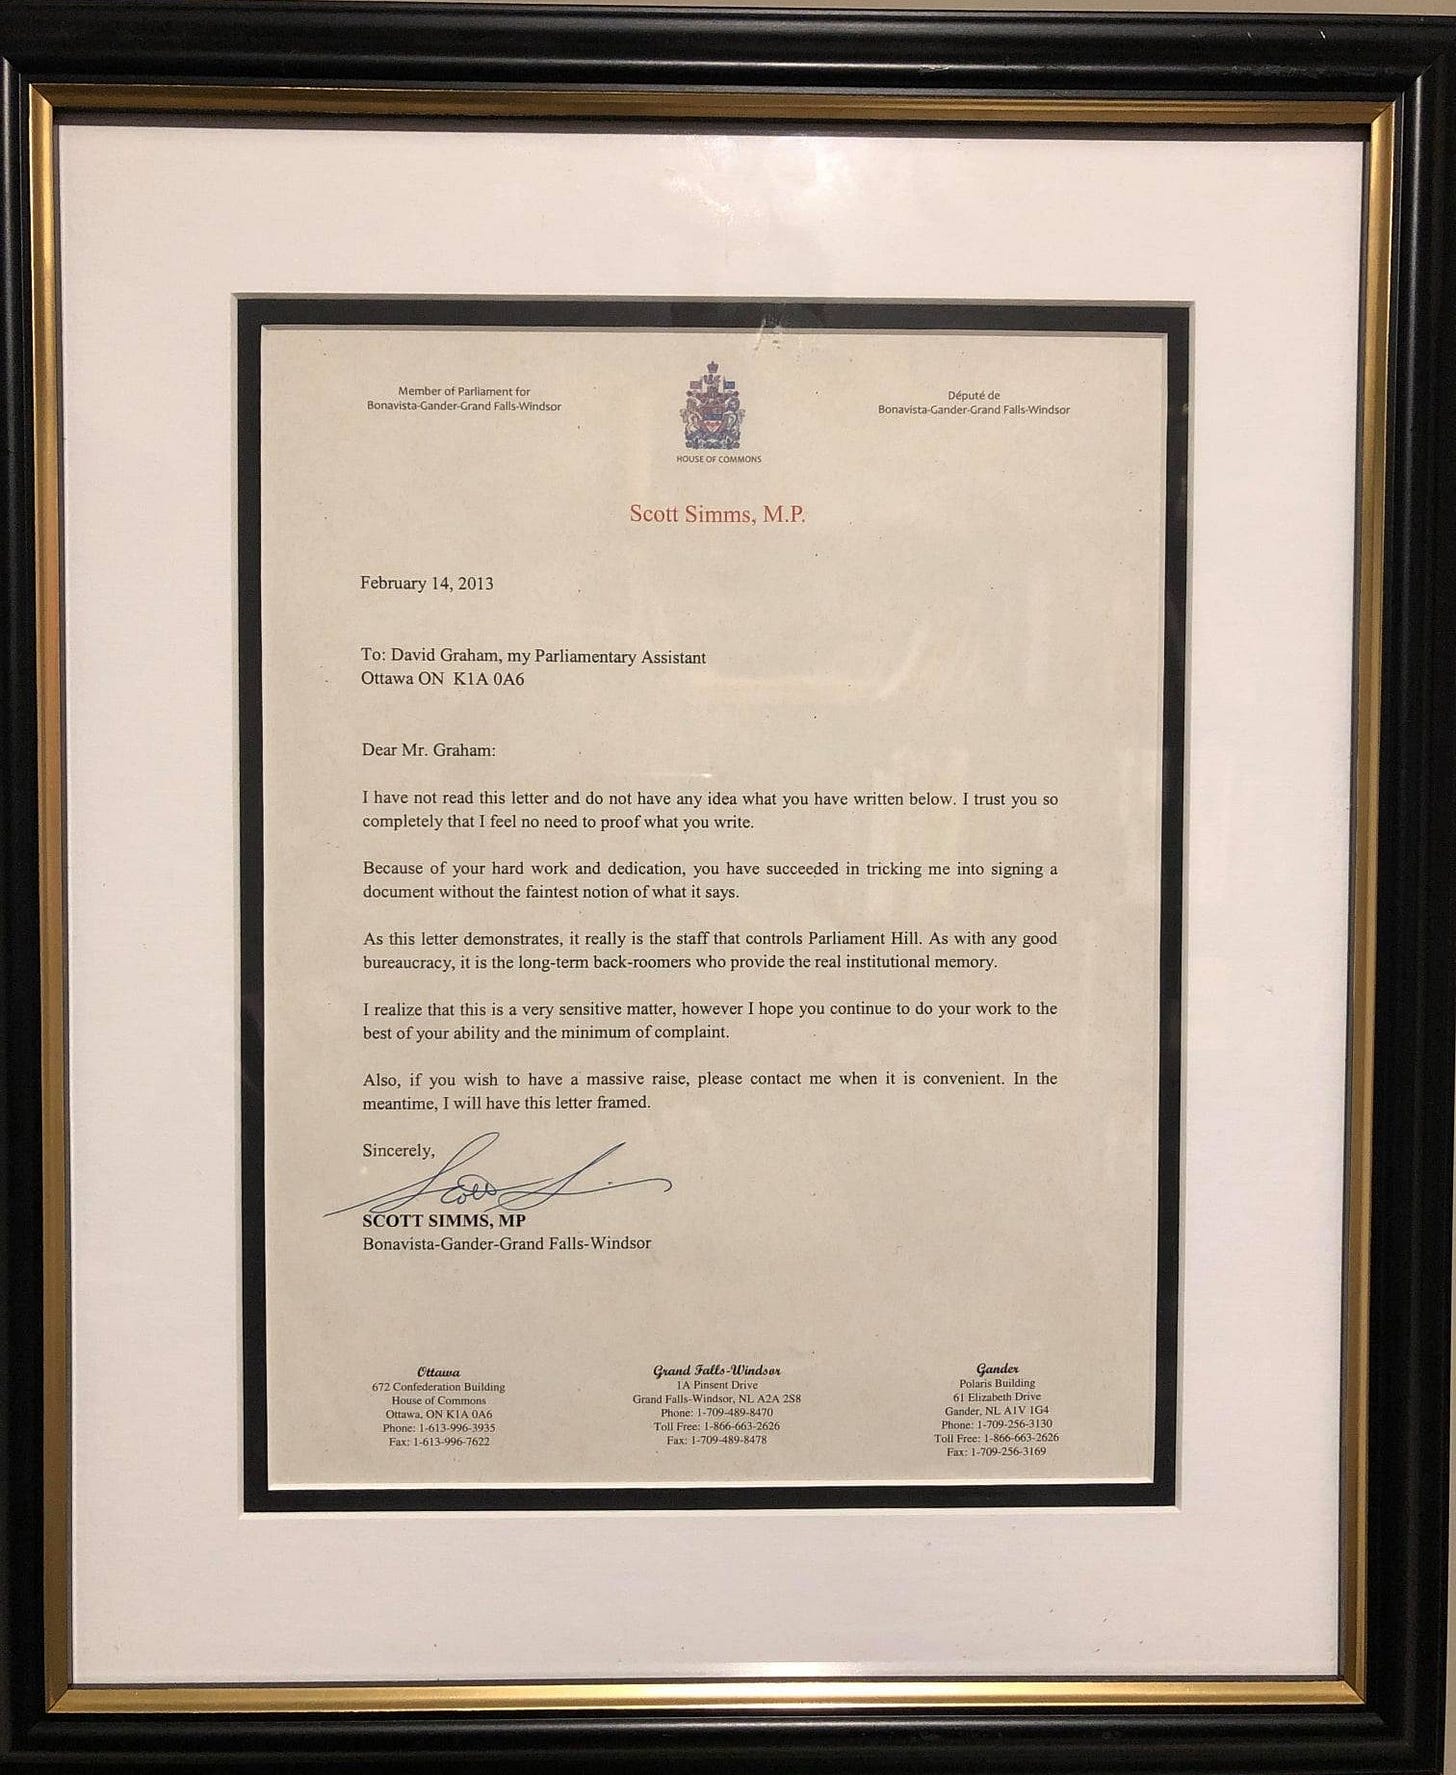 Member of Parliament for
Bonavista-Gander-Grand Falls-Windsor
HOUSE OF COMMONS
Député de
Bonavista-Gander-Grand Falls-Windsor
Scott Simms, M.P.
February 14, 2013
To: David Graham, my Parliamentary Assistant
Ottawa ON K1A 0A6
Dear Mr. Graham:
I have not read this letter and do not have any idea what you have written below. I trust you so
completely that I feel no need to proof what you write.
Because of your hard work and dedication, you have succeeded in tricking me into signing a
document without the faintest notion of what it says.
As this letter demonstrates, it really is the staff that controls Parliament Hill. As with any good
bureaucracy, it is the long-term back-roomers who provide the real institutional memory.
I realize that this is a very sensitive matter, however I hope you continue to do your work to the
best of your ability and the minimum of complaint.
Also, if you wish to have a massive raise, please contact me when it is convenient. In the
meantime, I will have this letter framed.
Sincerely,
SCOTT SIMMS, MP
Bonavista-Gander-Grand Falls-Windsor
Ottawa
672 Confederation Building
House of Commons
Ottawa, ON K1A 0A6
Phone: 1-613-996-3935
Fax: 1-613-996-7622
Grand Falls-Windsor
1A Pinsent Drive
Grand Falls-Windsor, NL A2A 2S8
Phone: 1-709-489-8470
Toll Free: 1-866-663-2626
Fax: 1-709-489-8478
Gander
Polaris Building
61 Elizabeth Drive
Gander, NL A1V 1G4
Phone: 1-709-256-3130
Toll Free: 1-866-663-2626
Fax: 1-709-256-3169